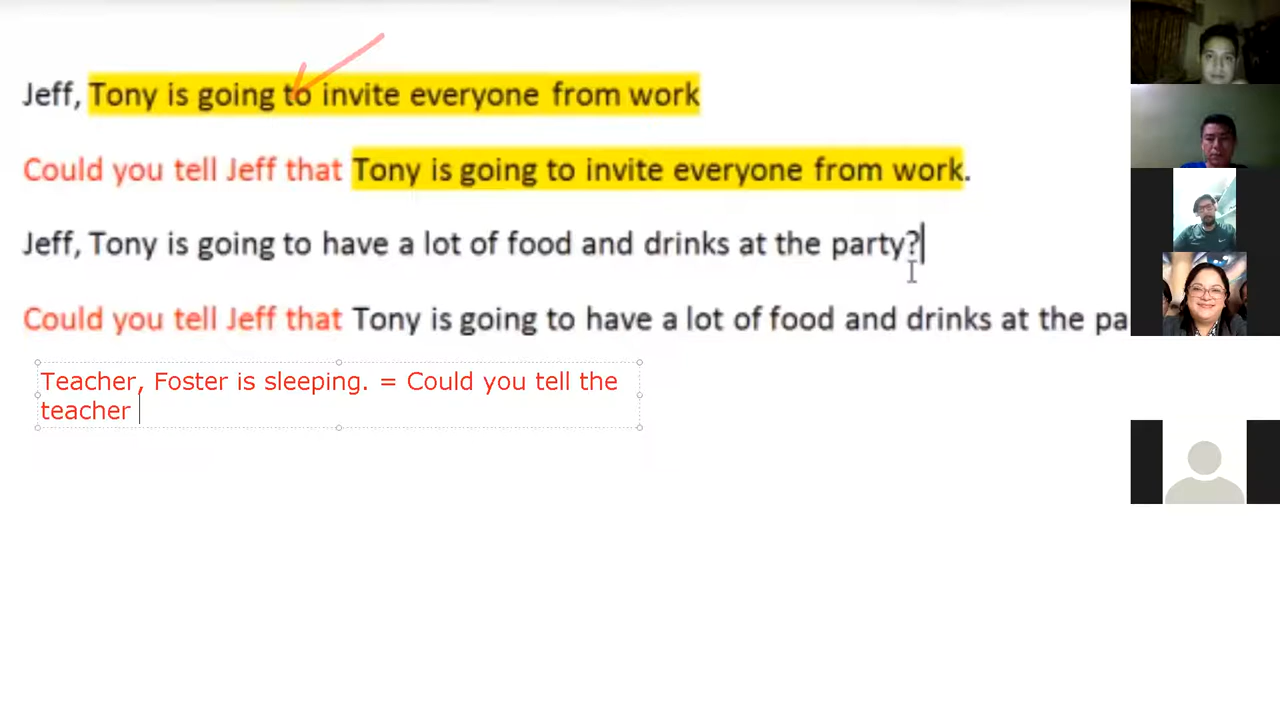 Jeff, Tony is going to invite everyone from work
Could you tell Jeff that Tony is going to invite everyone from work.
Jeff, Tony is going to have a lot of food and drinks at the party?
Could you tell Jeff that Tony is going to have a lot of food and drinks at the pa
Teacher, Foster is sleeping. = Could you tell the
teacher